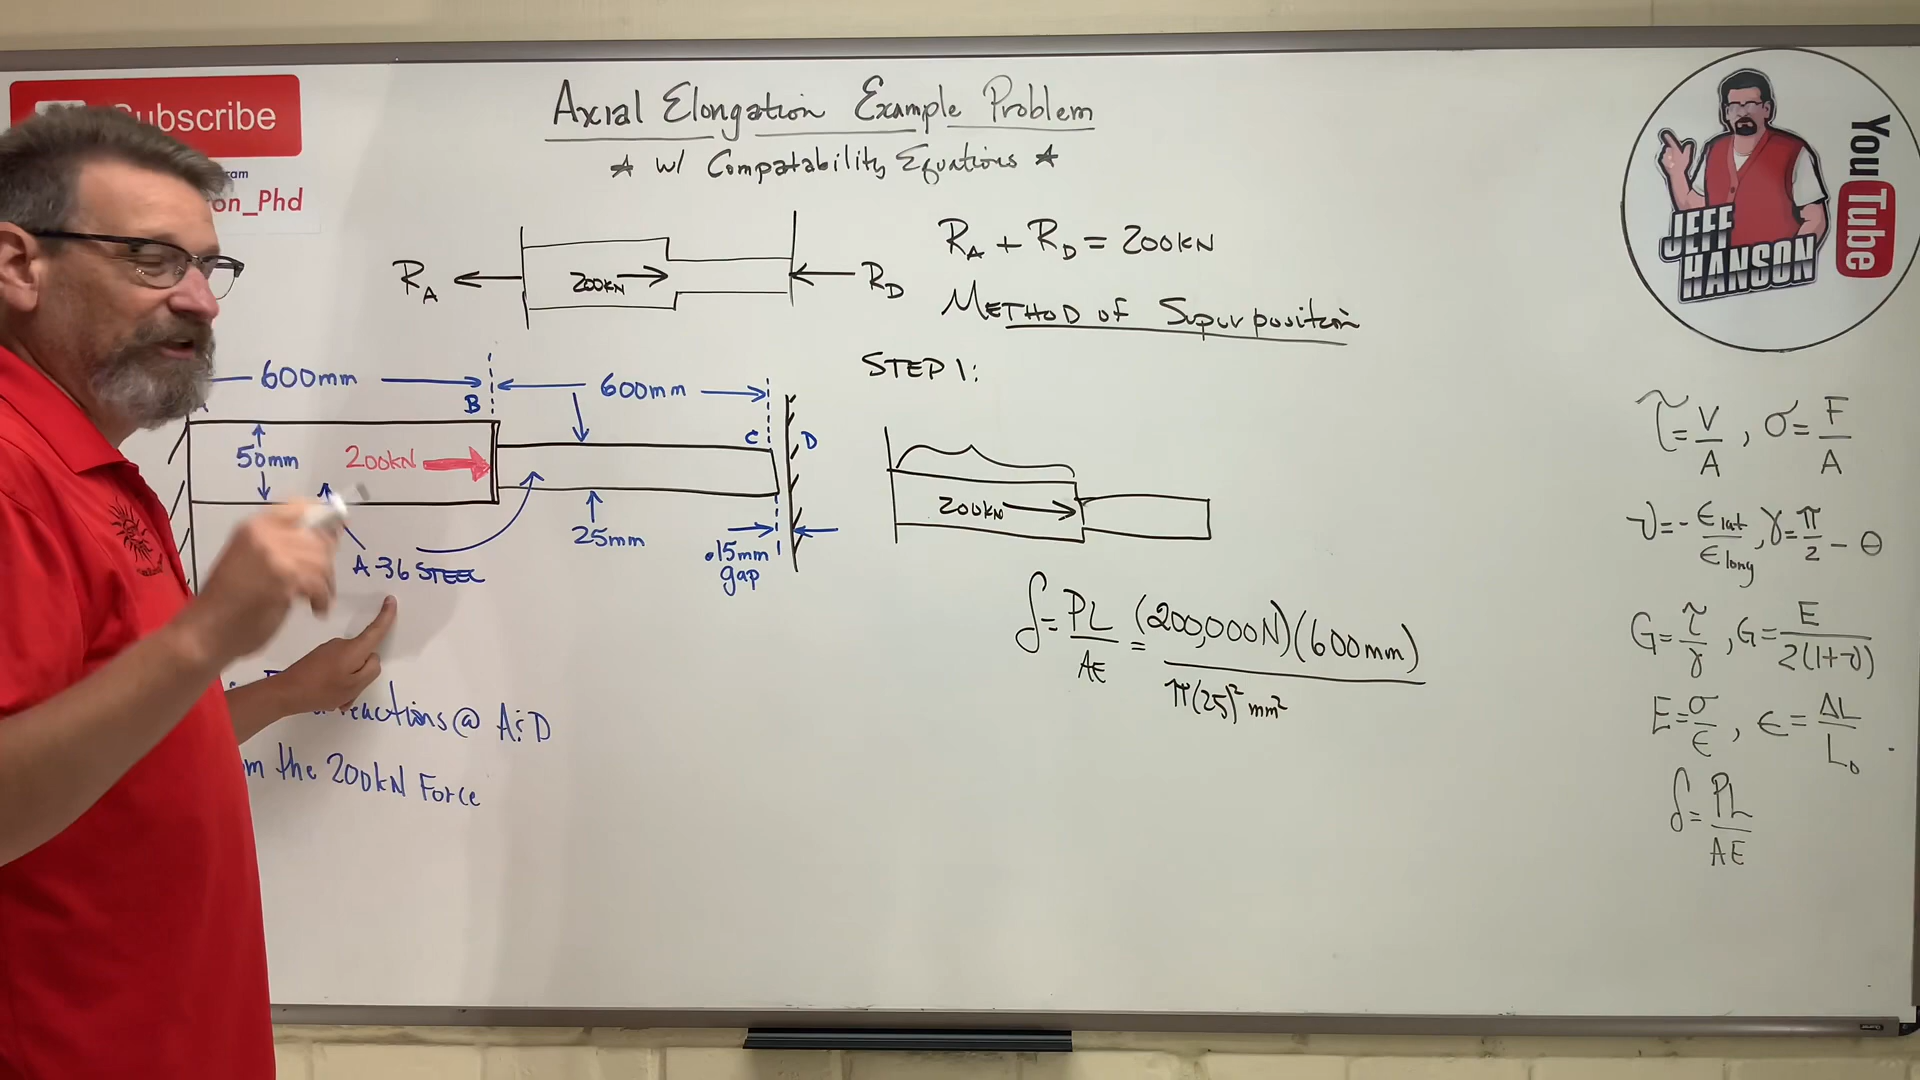 Subscribe
on_Phd
Axial Elongation Example Problem
★ w/ Compatability Equations ★
R_A ← 200kN → ← R_D
R_A + R_D = 200kN
METHOD of Superposition
STEP 1:
600mm
600mm
B
C
D
50mm
200kN
25mm
.15mm
gap
A-36 STEEL
200kN
δ = PL/AE = (200,000N)(600mm)/π(25)² mm²
reactions @ A & D
the 200kN Force
JEFF
HANSON
YouTube
τ = V/A , σ = F/A
ν = -ϵ_lat/ϵ_long , γ = π/2 - θ
G = τ/γ , G = E/2(1+ν)
E = σ/ϵ , ϵ = ΔL/L₀
δ = PL/AE